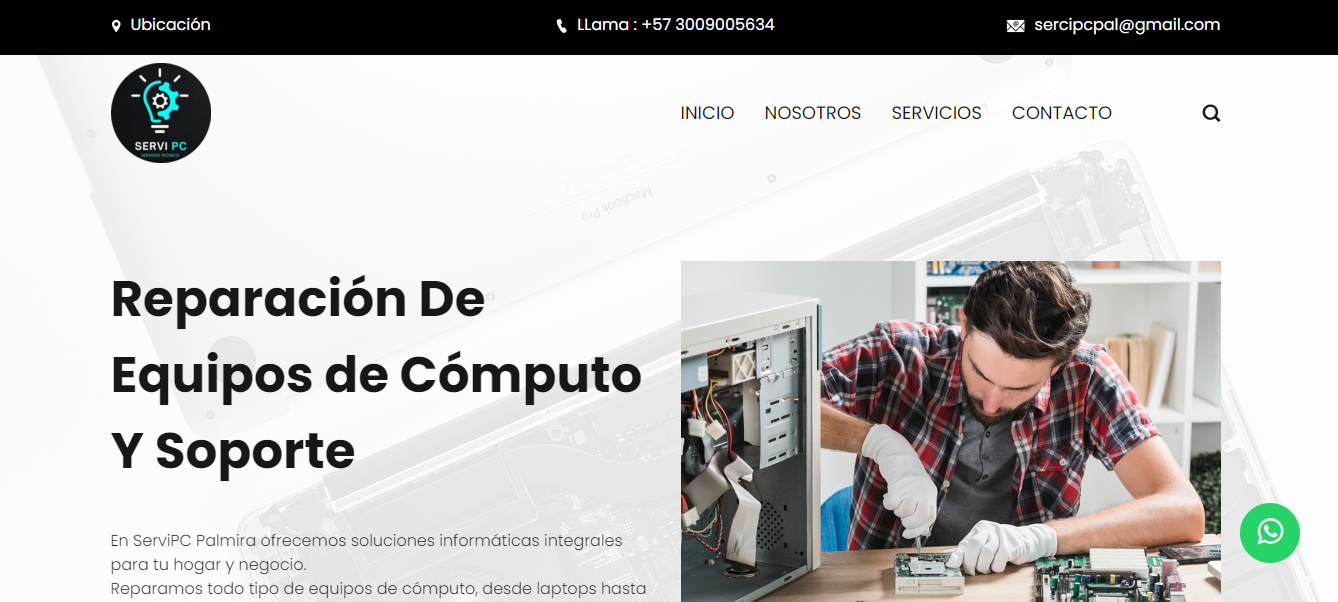 Ubicación
LLama : +57 3009005634
sercipcpal@gmail.com
SERVI PC
SERVICIO TECNICO
INICIO
NOSOTROS
SERVICIOS
CONTACTO
MacBook Pro
Reparación De
Equipos de Cómputo
Y Soporte
En ServiPC Palmira ofrecemos soluciones informáticas integrales
para tu hogar y negocio.
Reparamos todo tipo de equipos de cómputo, desde laptops hasta